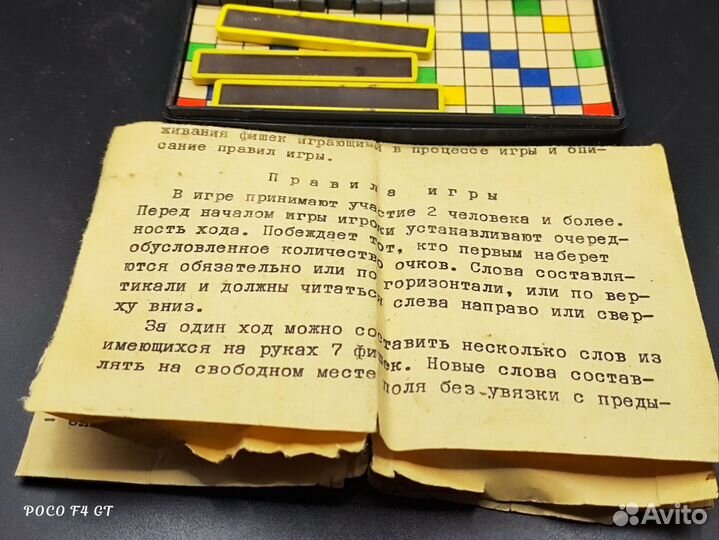 живания фишек играющими в процессе игры и опи-
сание правил игры.
Правила игры
В игре принимают участие 2 человека и более.
Перед началом игры игроки устанавливают очеред-
ность хода. Побеждает тот, кто первым наберет
обусловленное количество очков. Слова составля-
ются обязательно или по горизонтали, или по вер-
тикали и должны читаться слева направо или свер-
ху вниз.
За один ход можно составить несколько слов из
имеющихся на руках 7 фишек. Новые слова состав-
лять на свободном месте поля без увязки с преды-
POCO F4 GT
Avito